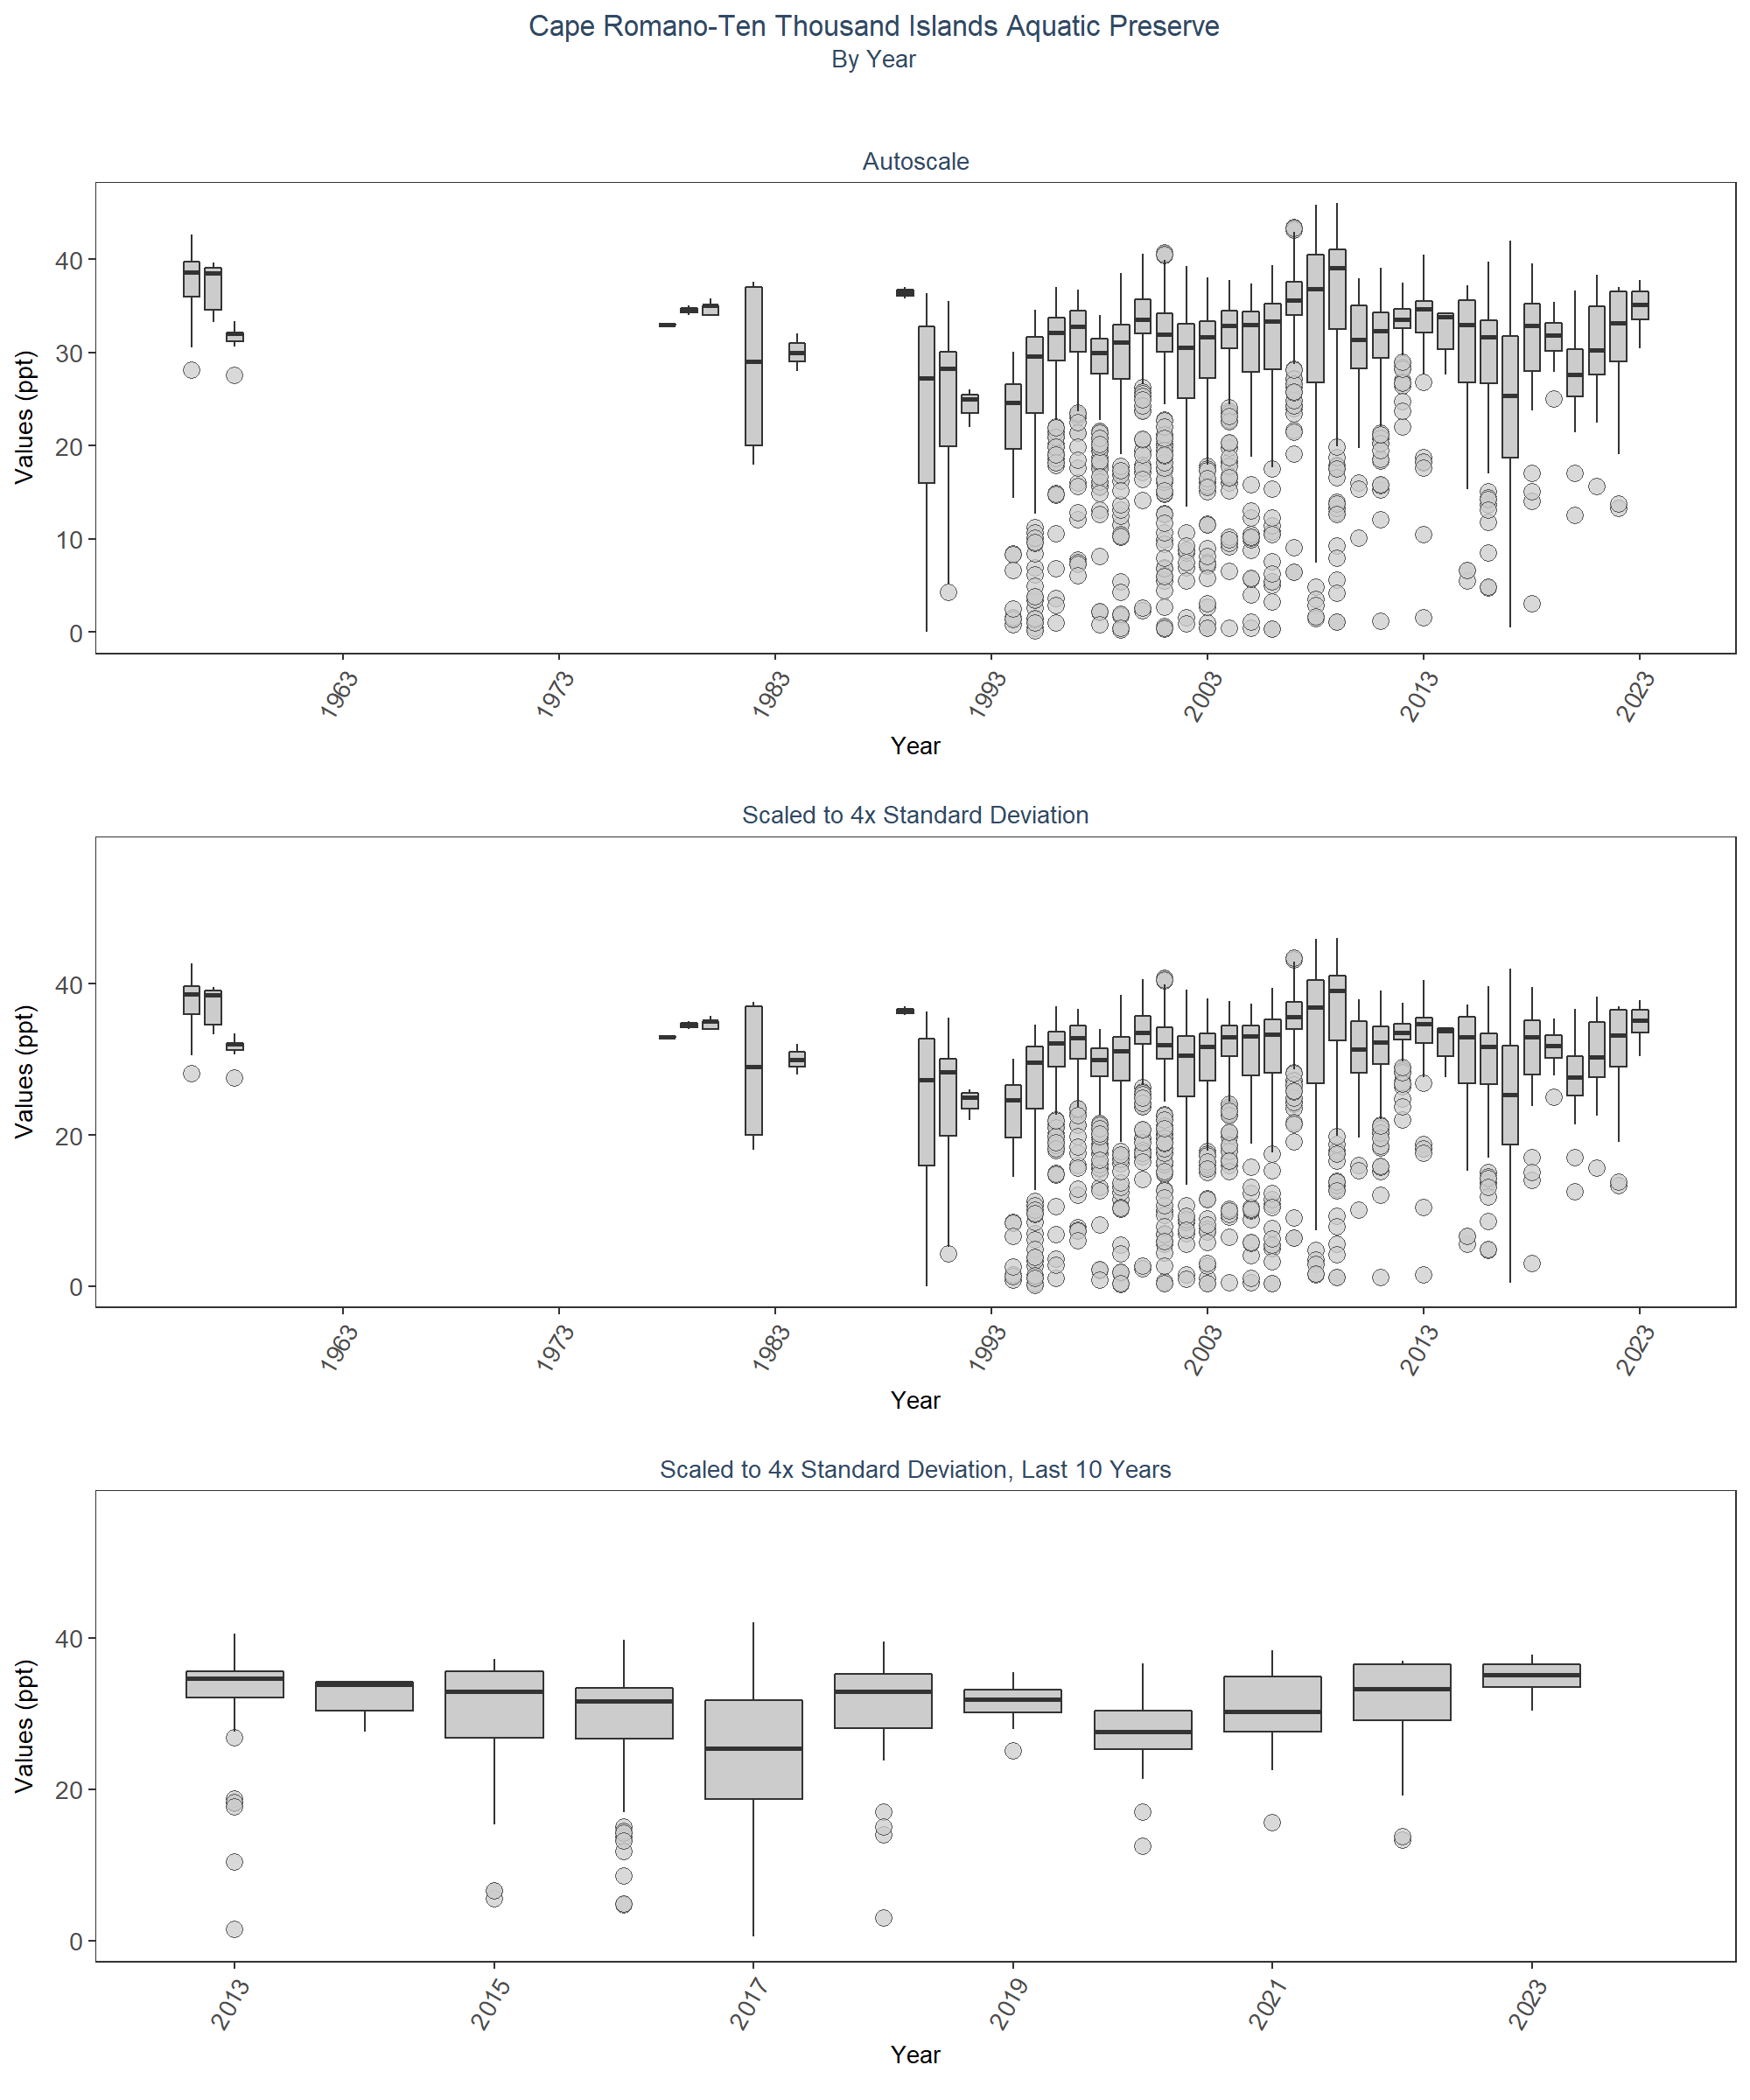 Cape Romano-Ten Thousand Islands Aquatic Preserve
By Year
Autoscale
Values (ppt)
40
30
20
10
0
1963 1973 1983 1993 2003 2013 2023
Year
Scaled to 4x Standard Deviation
Values (ppt)
40
20
0
1963 1973 1983 1993 2003 2013 2023
Year
Scaled to 4x Standard Deviation, Last 10 Years
Values (ppt)
40
20
0
2013 2015 2017 2019 2021 2023
Year